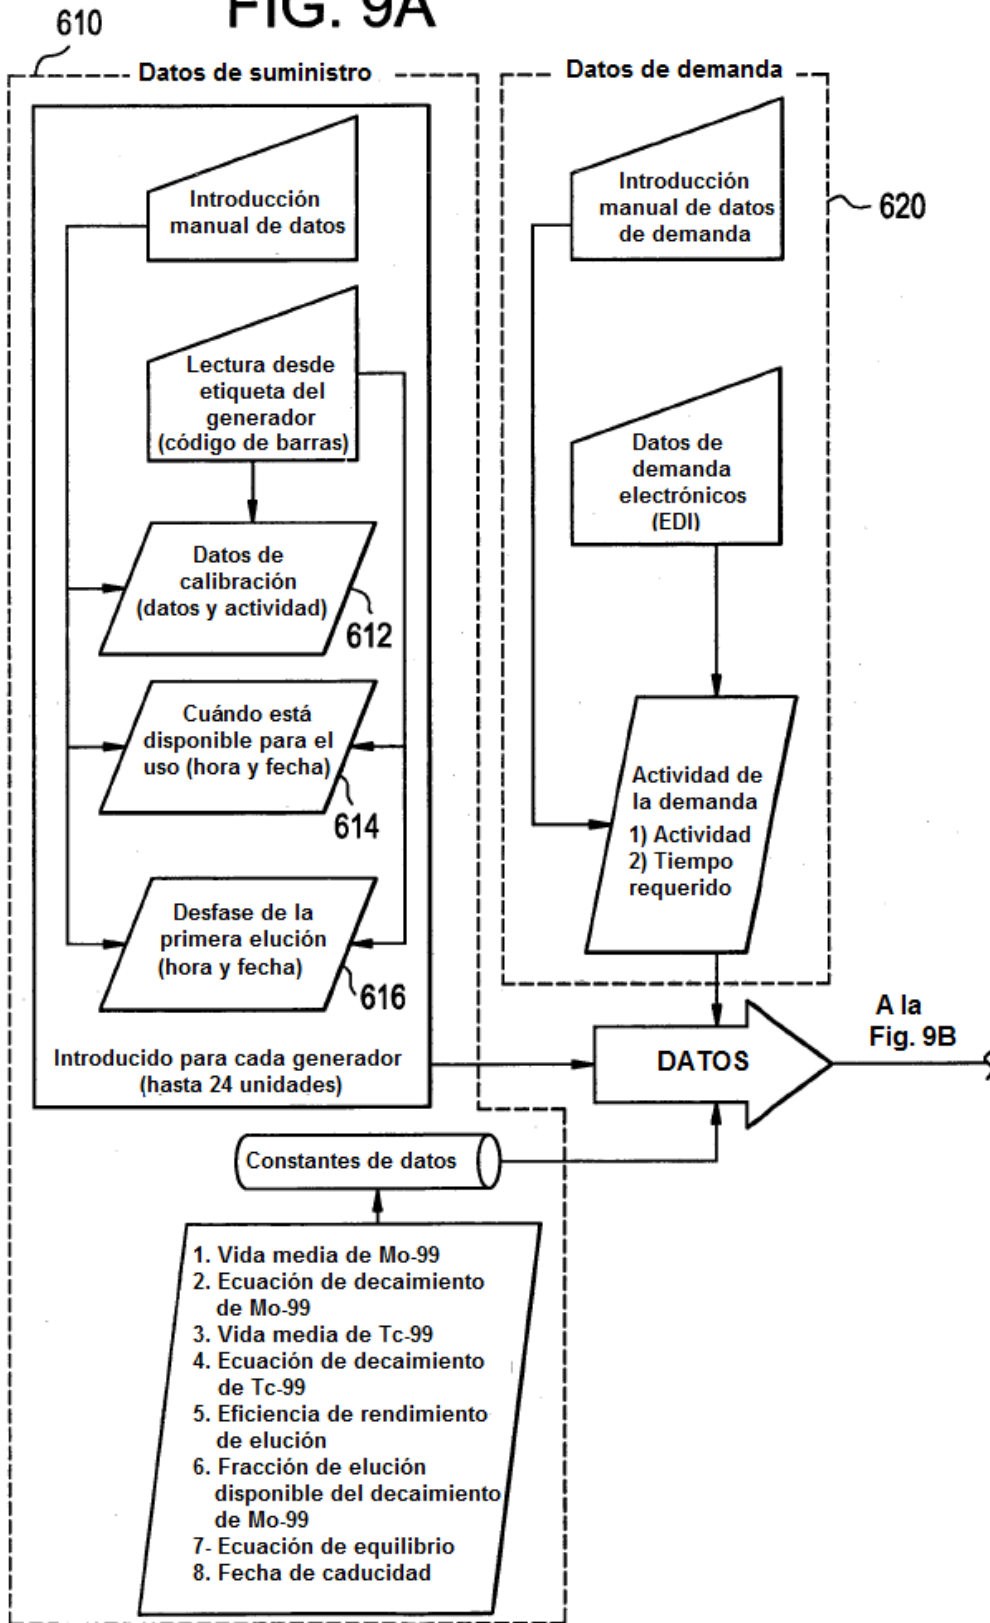 FIG. 9A
610
Datos de suministro
Introducción
manual de datos
Lectura desde
etiqueta del
generador
(código de barras)
Datos de
calibración
(datos y actividad)
612
Cuándo está
disponible para el
uso (hora y fecha)
614
Desfase de la
primera elución
(hora y fecha)
616
Introducido para cada generador
(hasta 24 unidades)
Datos de demanda
620
Introducción
manual de datos
de demanda
Datos de
demanda
electrónicos
(EDI)
Actividad de
la demanda
1) Actividad
2) Tiempo
requerido
DATOS
A la
Fig. 9B
Constantes de datos
1. Vida media de Mo-99
2. Ecuación de decaimiento
de Mo-99
3. Vida media de Tc-99
4. Ecuación de decaimiento
de Tc-99
5. Eficiencia de rendimiento
de elución
6. Fracción de elución
disponible del decaimiento
de Mo-99
7- Ecuación de equilibrio
8. Fecha de caducidad